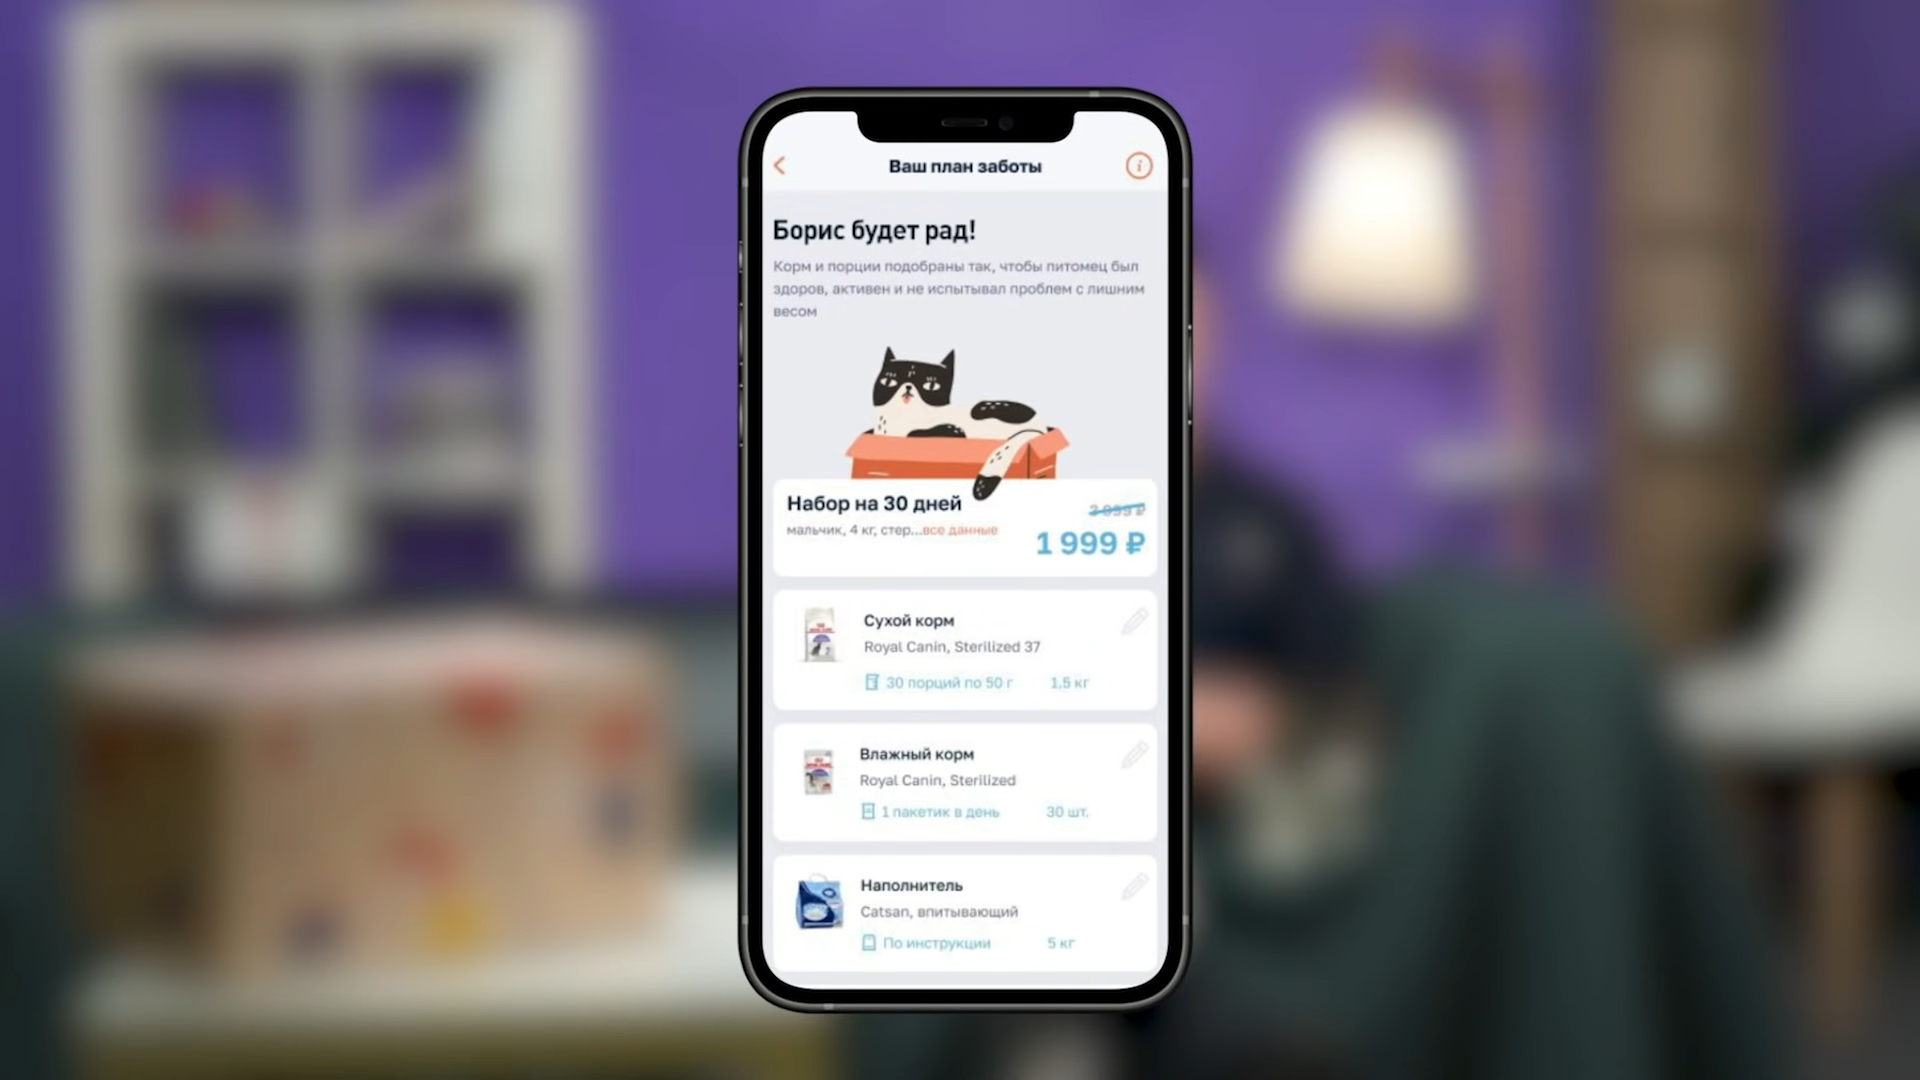 Ваш план заботы
Борис будет рад!
Корм и порции подобраны так, чтобы питомец был
здоров, активен и не испытывал проблем с лишним
весом
Набор на 30 дней
мальчик, 4 кг, стер...все данные
1 999 ₽
Сухой корм
Royal Canin, Sterilized 37
30 порций по 50 г
1,5 кг
Влажный корм
Royal Canin, Sterilized
1 пакетик в день
30 шт.
Наполнитель
Catsan, впитывающий
По инструкции
5 кг